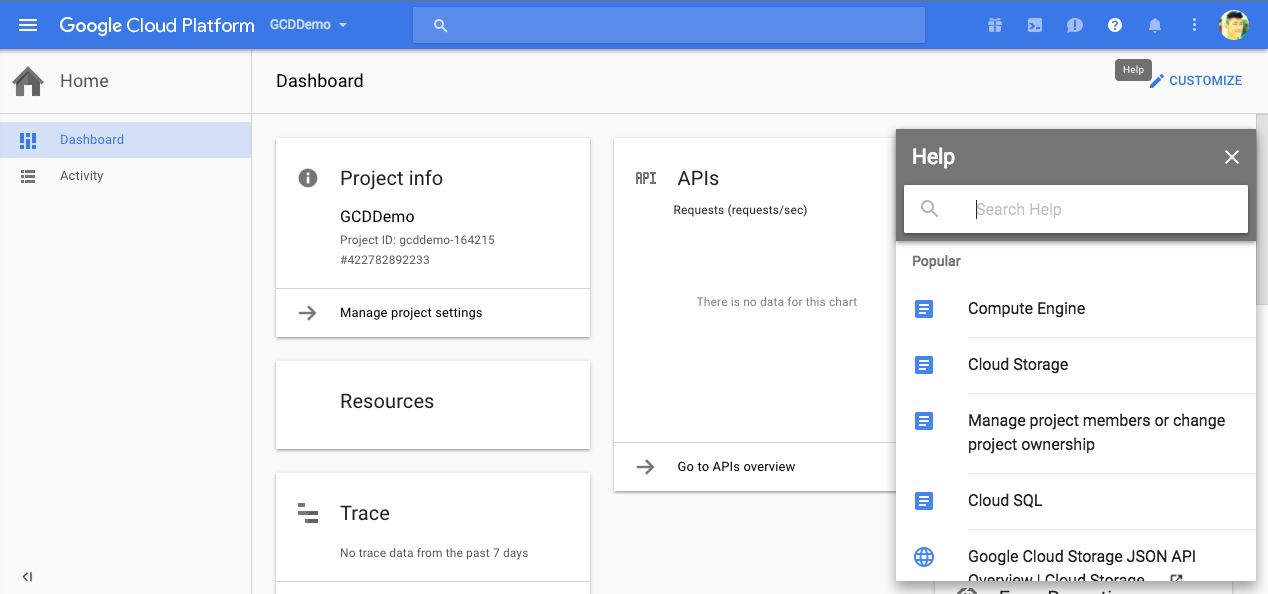 Google Cloud Platform
GCDDemo
Home
Dashboard
Help
CUSTOMIZE
Dashboard
Activity
Project info
GCDDemo
Project ID: gcddemo-164215
#422782892233
Manage project settings
Resources
Trace
No trace data from the past 7 days
API
APIs
Requests (requests/sec)
There is no data for this chart
Go to APIs overview
Help
Search Help
Popular
Compute Engine
Cloud Storage
Manage project members or change
project ownership
Cloud SQL
Google Cloud Storage JSON API
Overview | Cloud Storage